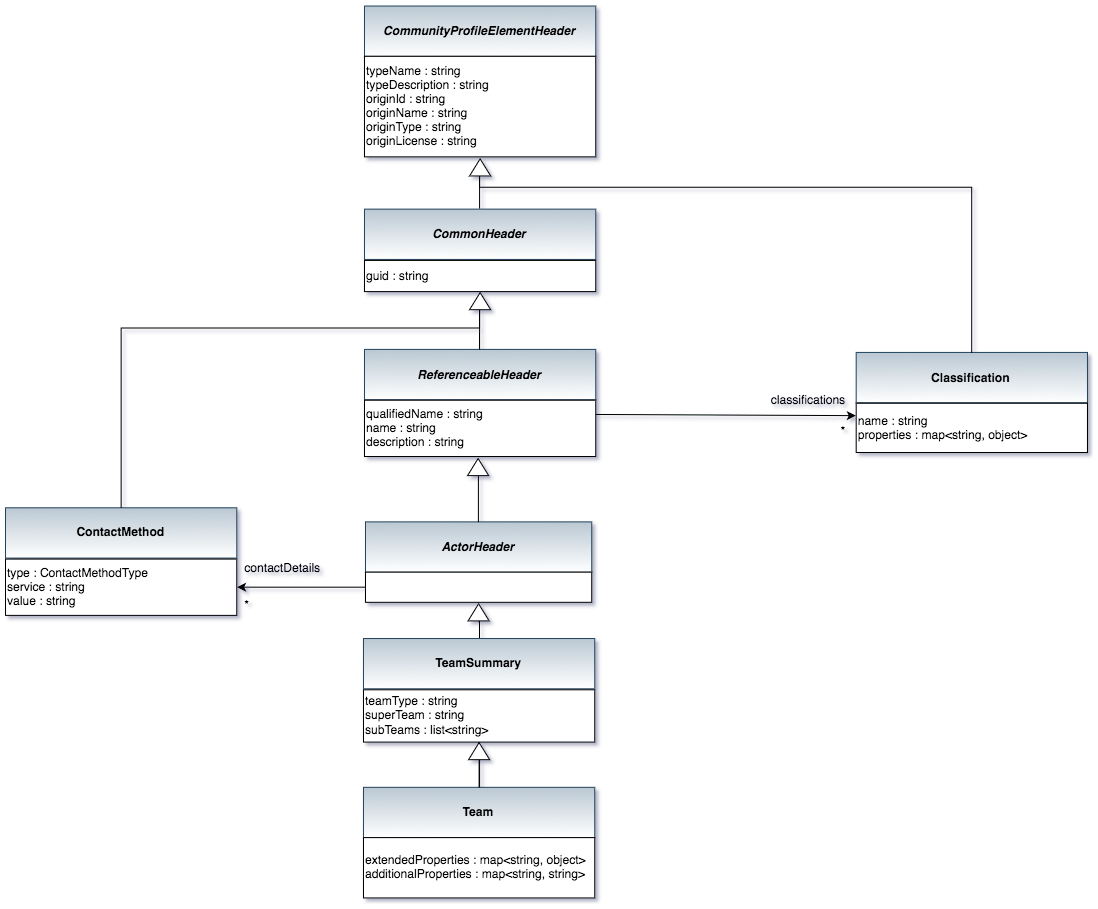 CommunityProfileElementHeader
typeName : string
typeDescription : string
originId : string
originName : string
originType : string
originLicense : string
CommonHeader
guid : string
ReferenceableHeader
qualifiedName : string
name : string
description : string
classifications
*
Classification
name : string
properties : map<string, object>
ContactMethod
type : ContactMethodType
service : string
value : string
contactDetails
*
ActorHeader
TeamSummary
teamType : string
superTeam : string
subTeams : list<string>
Team
extendedProperties : map<string, object>
additionalProperties : map<string, string>